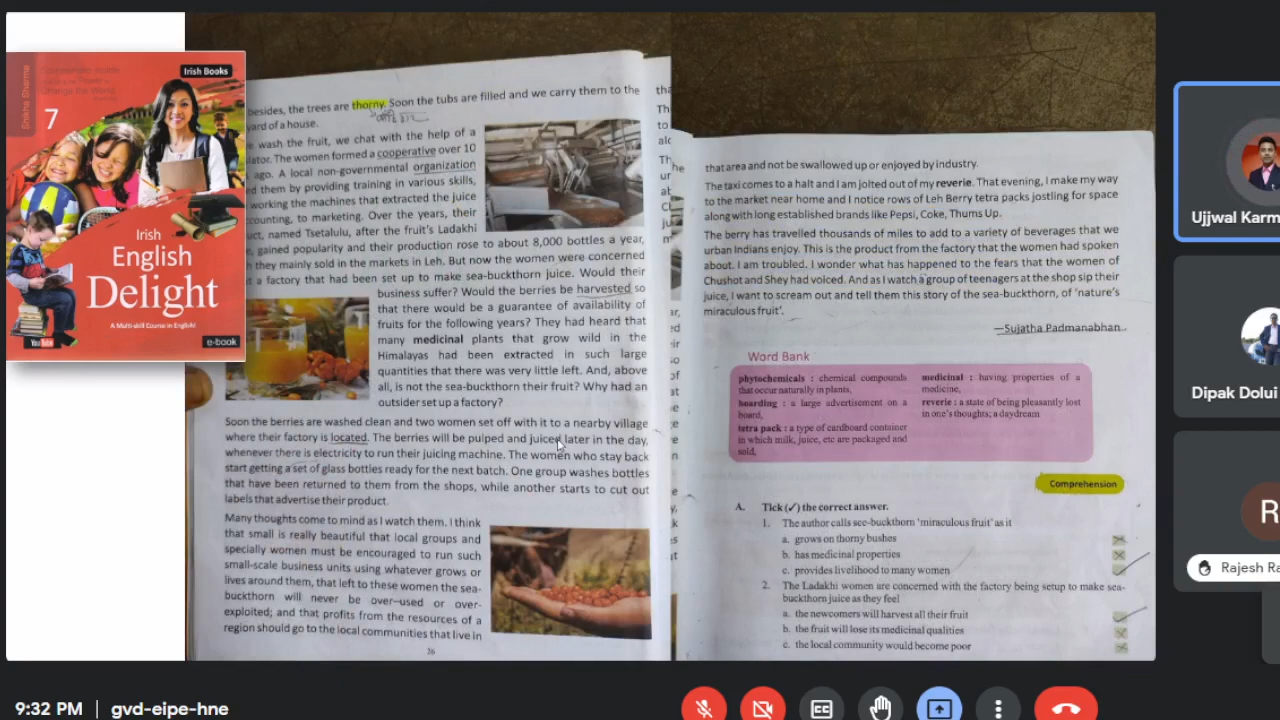 Shikha Sharma
Change the World.
Irish Books
7
Irish
English
Delight
A Multi-skill Course in English!
YouTube
e-book
besides, the trees are thorny. Soon the tubs are filled and we carry them to the
yard of a house.
wash the fruit, we chat with the help of a
The women formed a cooperative over 10
ago. A local non-governmental organization
them by providing training in various skills,
working the machines that extracted the juice
to marketing. Over the years, their
named Tsetalulu, after the fruit's Ladakhi
gained popularity and their production rose to about 8,000 bottles a year,
they mainly sold in the markets in Leh. But now the women were concerned
a factory that had been set up to make sea-buckthorn juice. Would their
business suffer? Would the berries be harvested so
that there would be a guarantee of availability of
fruits for the following years? They had heard that
many medicinal plants that grow wild in the
Himalayas had been extracted in such large
quantities that there was very little left. And, above
all, is not the sea-buckthorn their fruit? Why had an
outsider set up a factory?
Soon the berries are washed clean and two women set off with it to a nearby village
where their factory is located. The berries will be pulped and juiced later in the day,
whenever there is electricity to run their juicing machine. The women who stay back
start getting a set of glass bottles ready for the next batch. One group washes bottles
that have been returned to them from the shops, while another starts to cut out
labels that advertise their product.
Many thoughts come to mind as I watch them. I think
that small is really beautiful that local groups and
specially women must be encouraged to run such
small-scale business units using whatever grows or
lives around them, that left to these women the sea-
buckthorn will never be over-used or over-
exploited; and that profits from the resources of a
region should go to the local communities that live in
26
that area and not be swallowed up or enjoyed by industry.
The taxi comes to a halt and I am jolted out of my reverie. That evening, I make my way
to the market near home and I notice rows of Leh Berry tetra packs jostling for space
along with long established brands like Pepsi, Coke, Thums Up.
The berry has travelled thousands of miles to add to a variety of beverages that we
urban Indians enjoy. This is the product from the factory that the women had spoken
about. I am troubled. I wonder what has happened to the fears that the women of
Chushot and Shey had voiced. And as I watch a group of teenagers at the shop sip their
juice, I want to scream out and tell them this story of the sea-buckthorn, of 'nature's
miraculous fruit'.
—Sujatha Padmanabhan
Word Bank
phytochemicals : chemical compounds
that occur naturally in plants,
hoarding : a large advertisement on a
board,
tetra pack : a type of cardboard container
in which milk, juice, etc are packaged and
sold,
medicinal : having properties of a
medicine,
reverie : a state of being pleasantly lost
in one's thoughts; a daydream
Comprehension
A. Tick (✓) the correct answer.
1. The author calls see-buckthorn 'miraculous fruit' as it
a. grows on thorny bushes
b. has medicinal properties
c. provides livelihood to many women
2. The Ladakhi women are concerned with the factory being setup to make sea-
buckthorn juice as they feel
a. the newcomers will harvest all their fruit
b. the fruit will lose its medicinal qualities
c. the local community would become poor
Ujjwal Karm
Dipak Dolui
R
Rajesh Ra
9:32 PM | gvd-eipe-hne